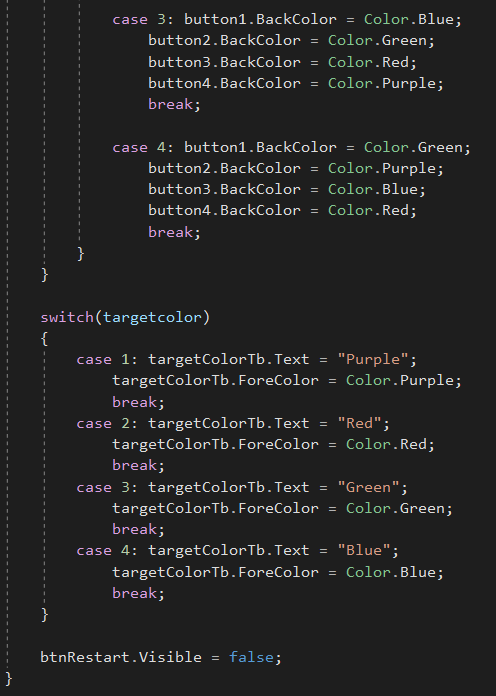 case 3: button1.BackColor = Color.Blue;
button2.BackColor = Color.Green;
button3.BackColor = Color.Red;
button4.BackColor = Color.Purple;
break;
case 4: button1.BackColor = Color.Green;
button2.BackColor = Color.Purple;
button3.BackColor = Color.Blue;
button4.BackColor = Color.Red;
break;
}
}
switch(targetcolor)
{
case 1: targetColorTb.Text = "Purple";
targetColorTb.ForeColor = Color.Purple;
break;
case 2: targetColorTb.Text = "Red";
targetColorTb.ForeColor = Color.Red;
break;
case 3: targetColorTb.Text = "Green";
targetColorTb.ForeColor = Color.Green;
break;
case 4: targetColorTb.Text = "Blue";
targetColorTb.ForeColor = Color.Blue;
break;
}
btnRestart.Visible = false;
}